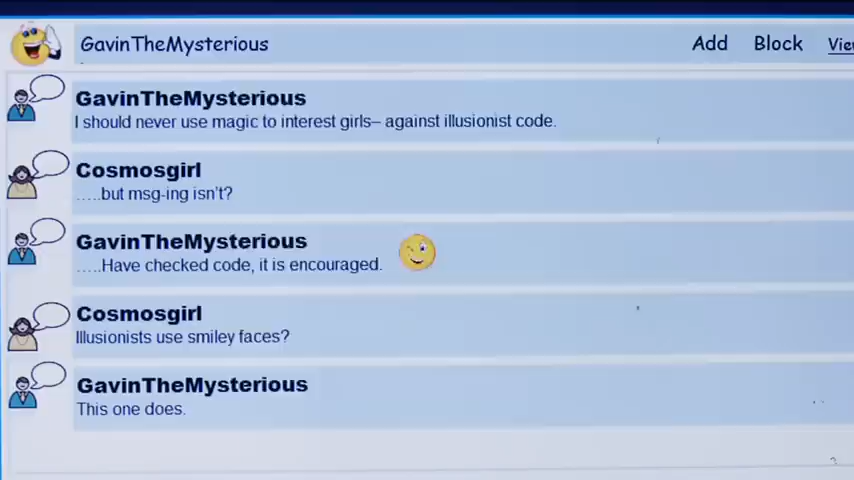 GavinTheMysterious
Add Block
GavinTheMysterious
I should never use magic to interest girls– against illusionist code.
Cosmosgirl
.....but msg-ing isn't?
GavinTheMysterious
.....Have checked code, it is encouraged.
Cosmosgirl
Illusionists use smiley faces?
GavinTheMysterious
This one does.